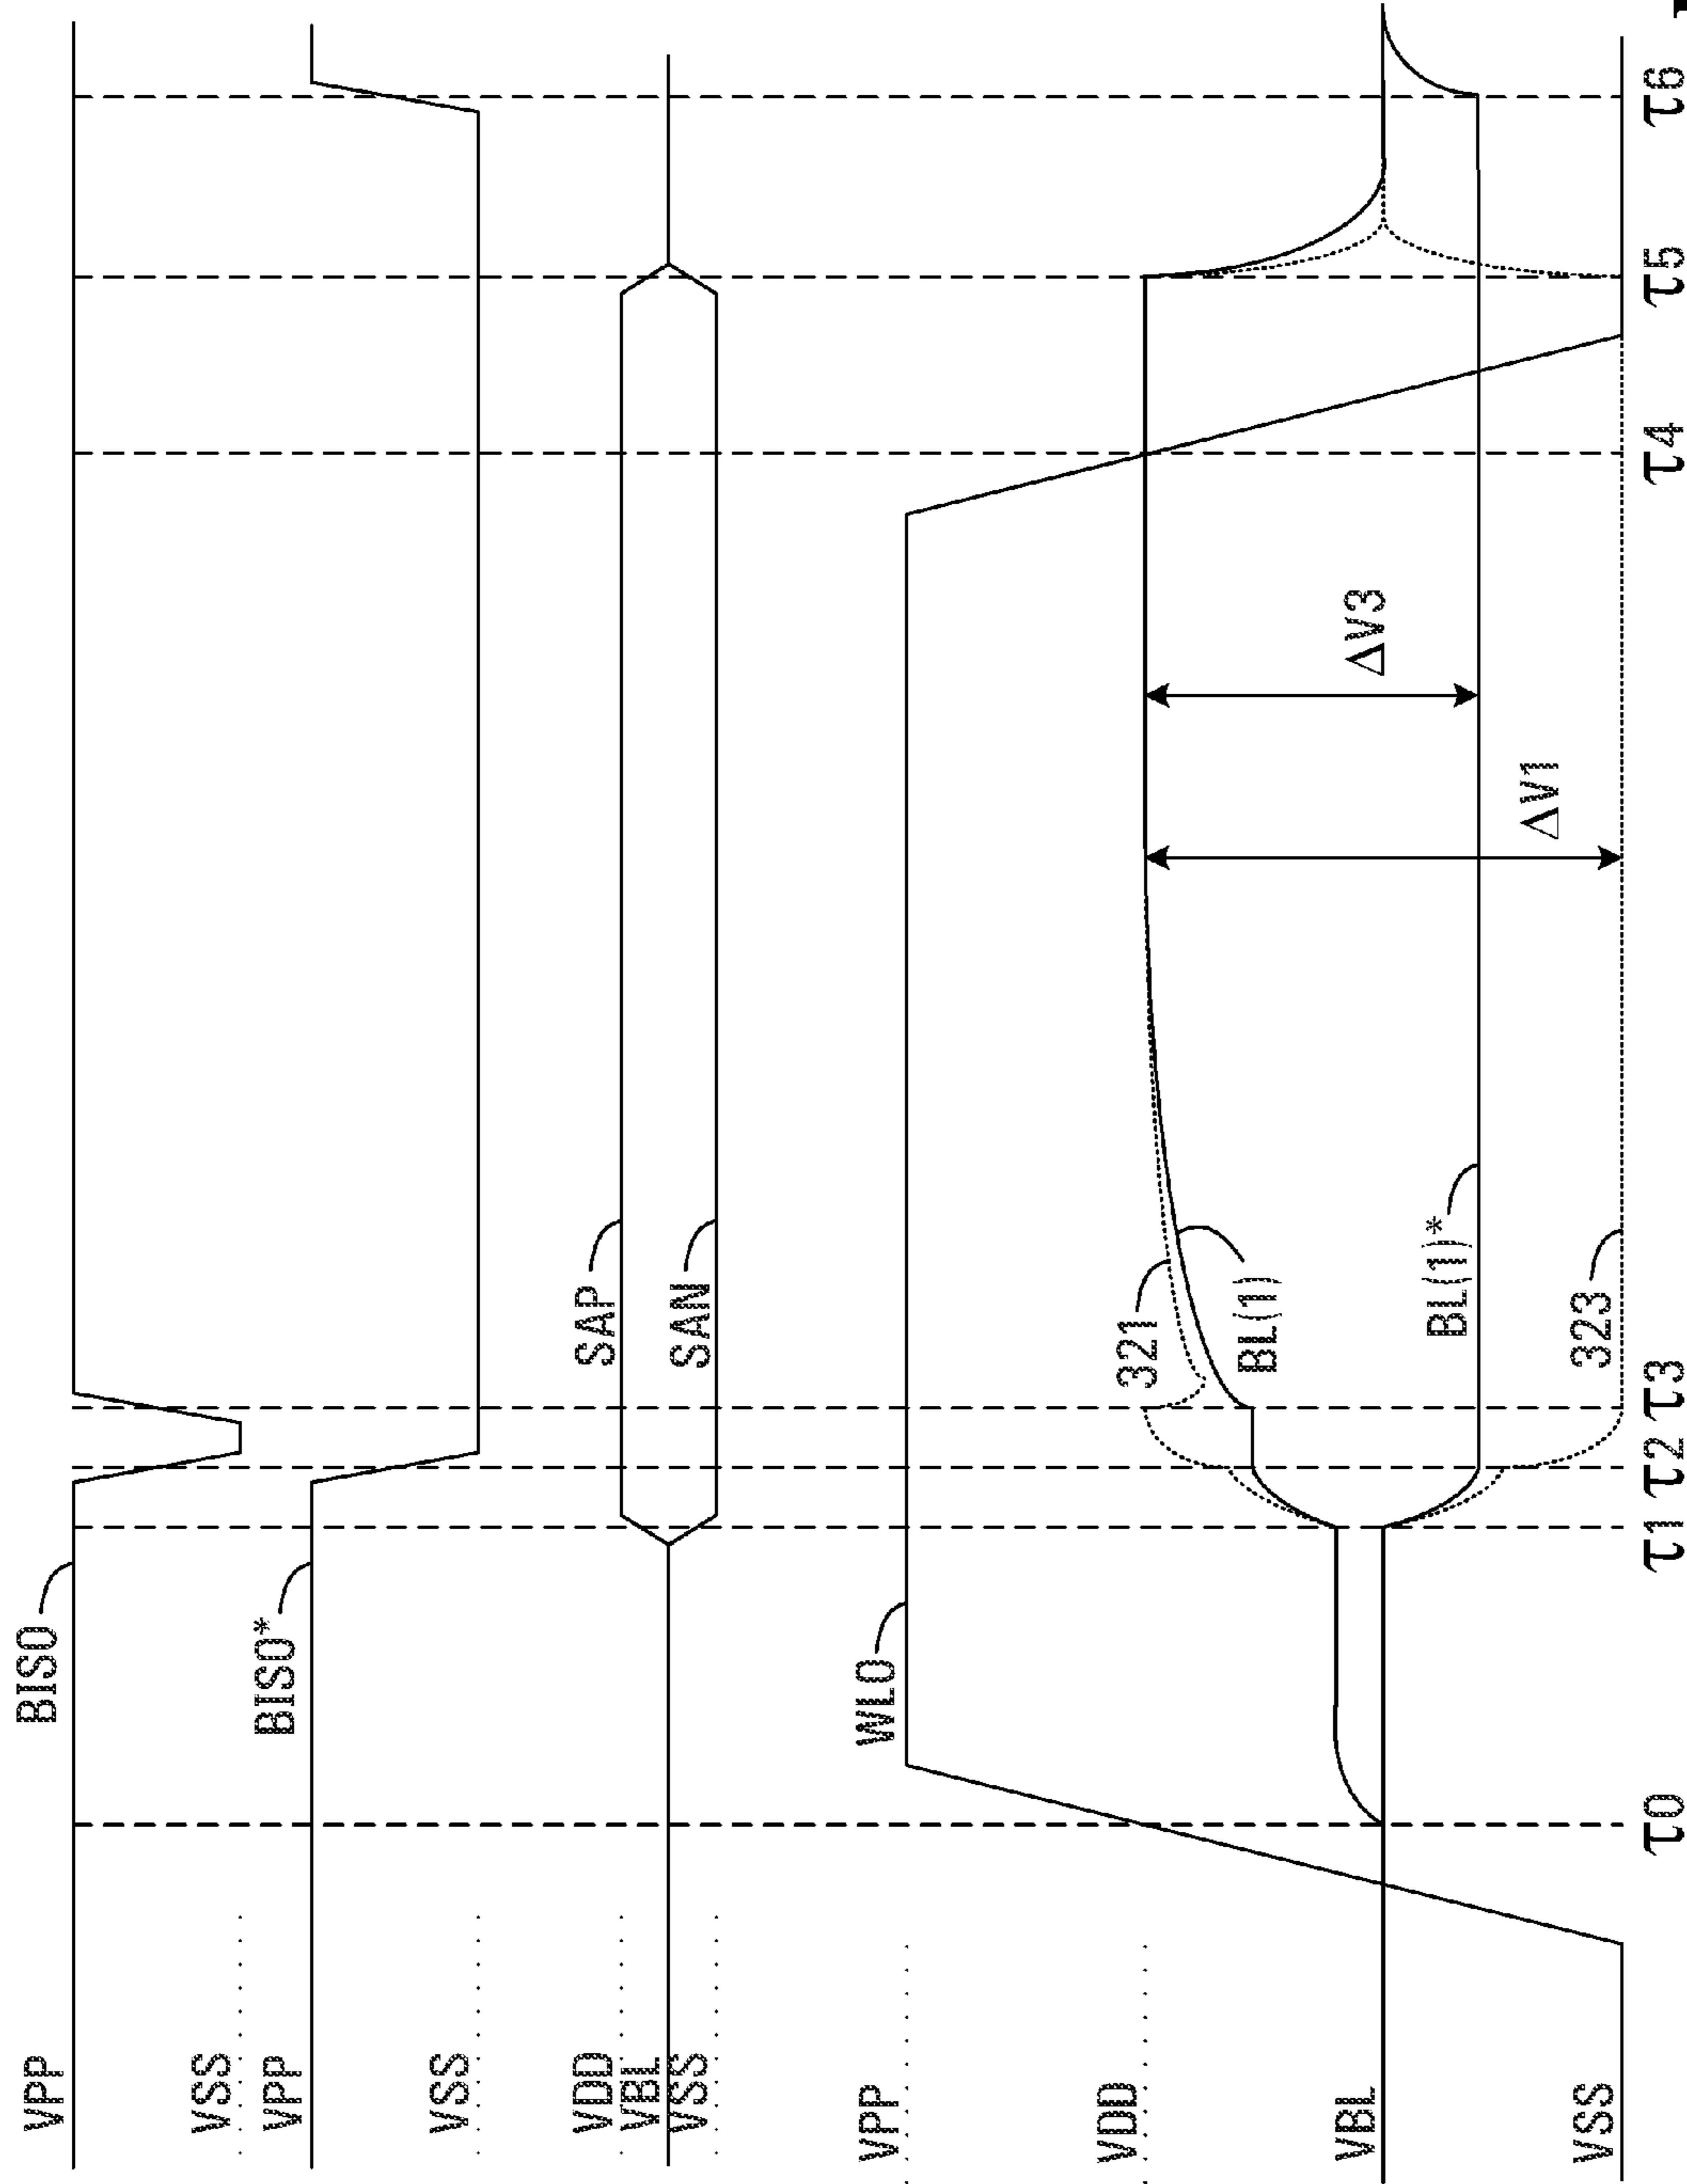 VPP
BISO
VSS
VPP
BISO*
VSS
VDD
SAP
VBL
SAN
VSS
VPP
WLO
VDD
321
BL(1)
VBL
ΔV3
BL(1)*
ΔV1
VSS
323
τ0
τ1
τ2
τ3
τ4
τ5
τ6